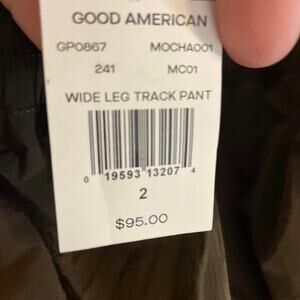 GOOD AMERICAN
GP0867 MOCHA001
241 MC01
WIDE LEG TRACK PANT
0 19593 13207 4
2
$95.00